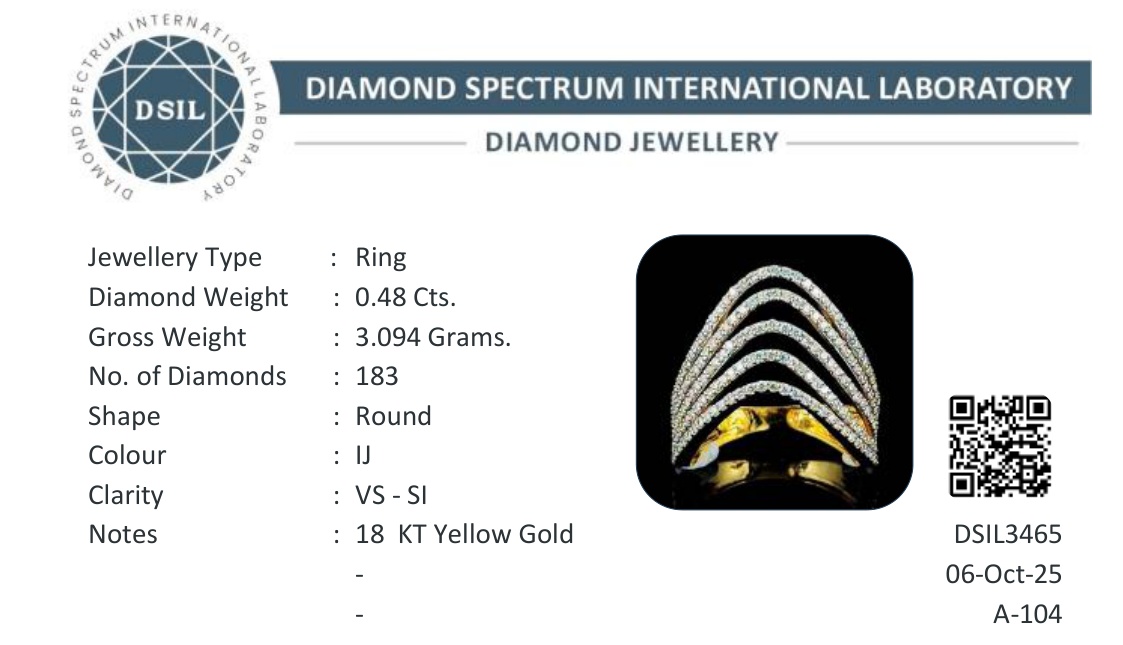 DIAMOND SPECTRUM INTERNATIONAL LABORATORY
DSIL
DIAMOND SPECTRUM INTERNATIONAL LABORATORY
DIAMOND JEWELLERY
Jewellery Type : Ring
Diamond Weight : 0.48 Cts.
Gross Weight : 3.094 Grams.
No. of Diamonds : 183
Shape : Round
Colour : IJ
Clarity : VS - SI
Notes : 18 KT Yellow Gold
-
-
DSIL3465
06-Oct-25
A-104